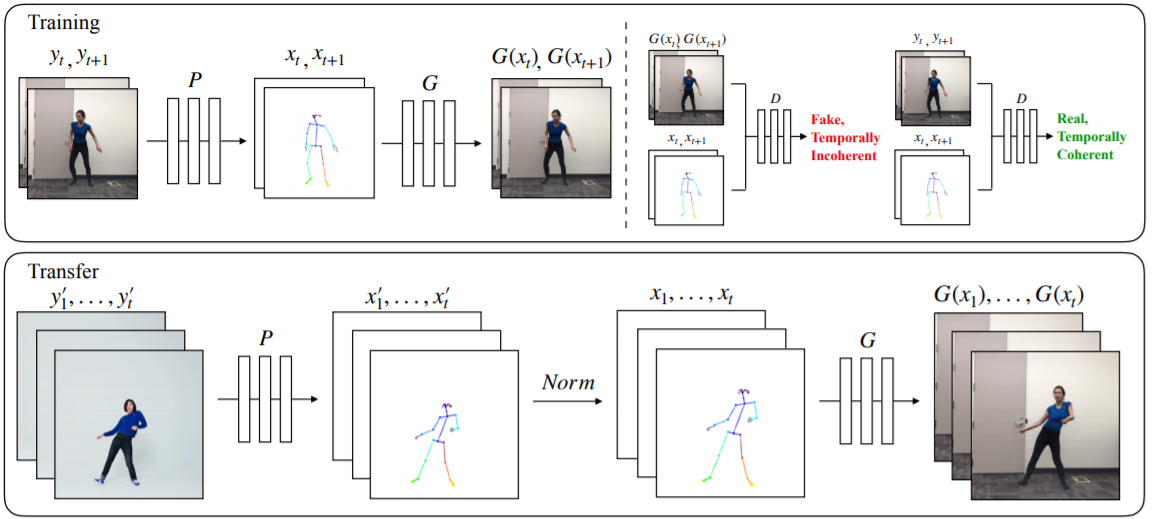 Training
y_t, y_{t+1}
P
x_t, x_{t+1}
G
G(x_t), G(x_{t+1})
G(x_t) G(x_{t+1})
x_t, x_{t+1}
D
Fake,
Temporally
Incoherent
y_t, y_{t+1}
x_t, x_{t+1}
D
Real,
Temporally
Coherent
Transfer
y'_1, . . . , y'_t
P
x'_1, . . . , x'_t
Norm
x_1, . . . , x_t
G
G(x_1), . . . , G(x_t)